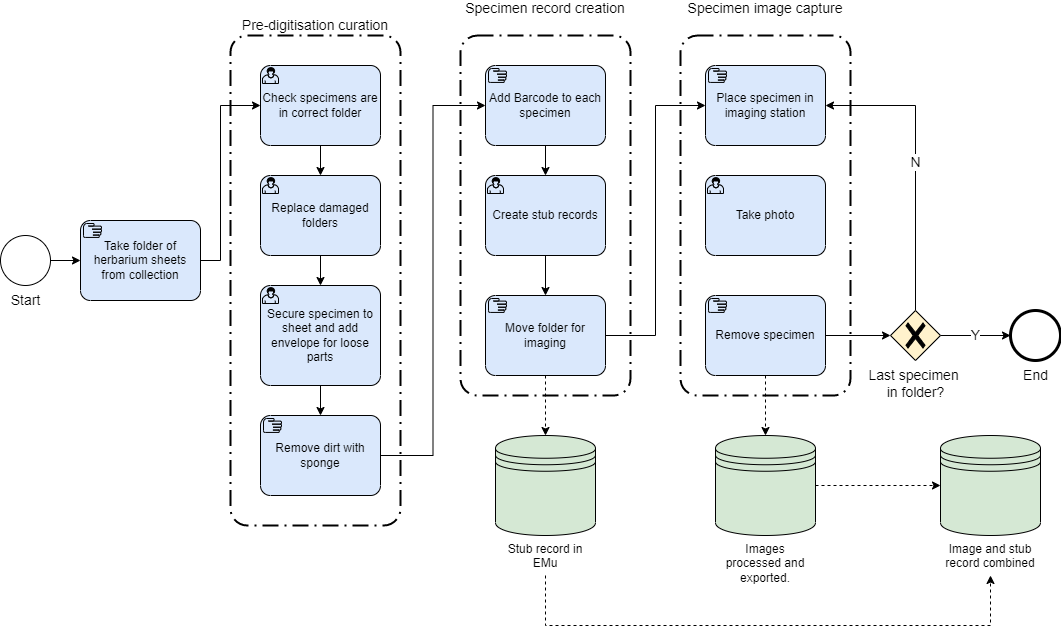 Pre-digitisation curation
Specimen record creation
Specimen image capture
Start
Take folder of
herbarium sheets
from collection
Check specimens are
in correct folder
Replace damaged
folders
Secure specimen to
sheet and add
envelope for loose
parts
Remove dirt with
sponge
Add Barcode to each
specimen
Create stub records
Move folder for
imaging
Place specimen in
imaging station
Take photo
Remove specimen
N
Y
Last specimen
in folder?
End
Stub record in
EMu
Images
processed and
exported.
Image and stub
record combined